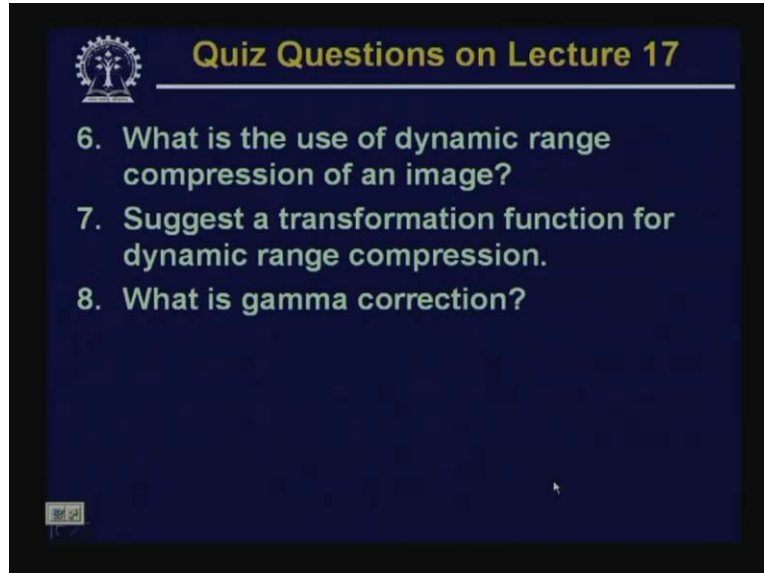 Quiz Questions on Lecture 17
6. What is the use of dynamic range
compression of an image?
7. Suggest a transformation function for
dynamic range compression.
8. What is gamma correction?